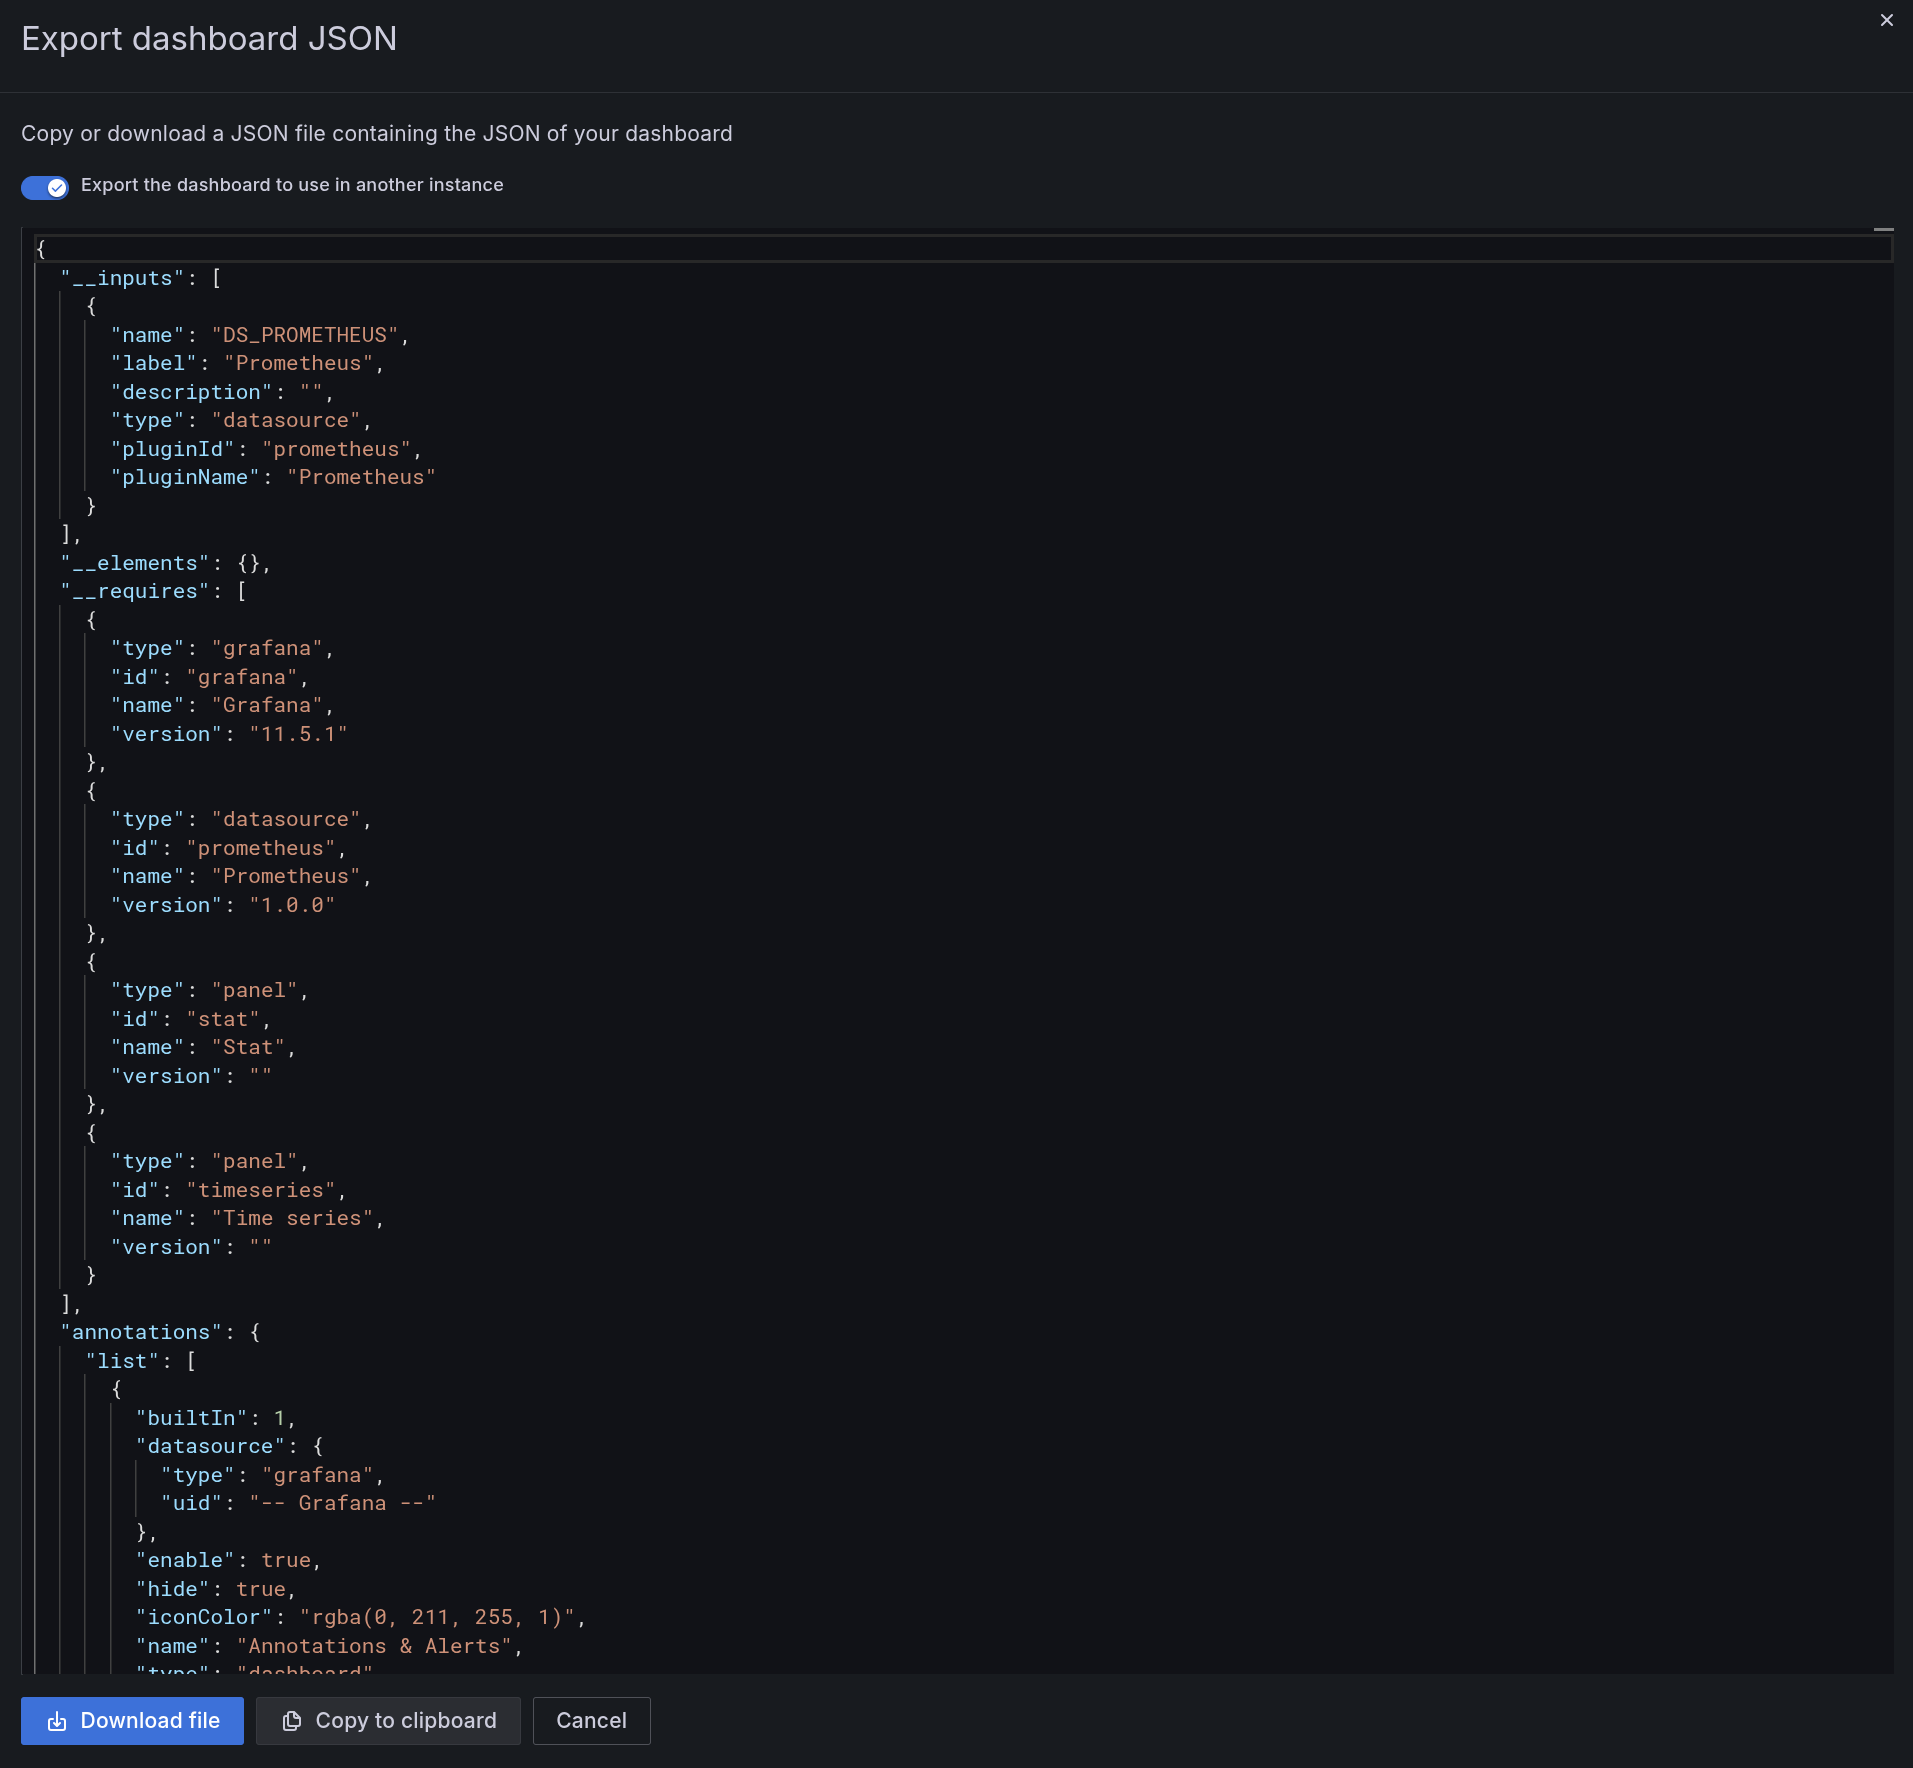 Export dashboard JSON
Copy or download a JSON file containing the JSON of your dashboard
Export the dashboard to use in another instance
{
  "__inputs": [
    {
      "name": "DS_PROMETHEUS",
      "label": "Prometheus",
      "description": "",
      "type": "datasource",
      "pluginId": "prometheus",
      "pluginName": "Prometheus"
    }
  ],
  "__elements": {},
  "__requires": [
    {
      "type": "grafana",
      "id": "grafana",
      "name": "Grafana",
      "version": "11.5.1"
    },
    {
      "type": "datasource",
      "id": "prometheus",
      "name": "Prometheus",
      "version": "1.0.0"
    },
    {
      "type": "panel",
      "id": "stat",
      "name": "Stat",
      "version": ""
    },
    {
      "type": "panel",
      "id": "timeseries",
      "name": "Time series",
      "version": ""
    }
  ],
  "annotations": {
    "list": [
      {
        "builtIn": 1,
        "datasource": {
          "type": "grafana",
          "uid": "-- Grafana --"
        },
        "enable": true,
        "hide": true,
        "iconColor": "rgba(0, 211, 255, 1)",
        "name": "Annotations & Alerts",
        "type": "dashboard"
Download file
Copy to clipboard
Cancel